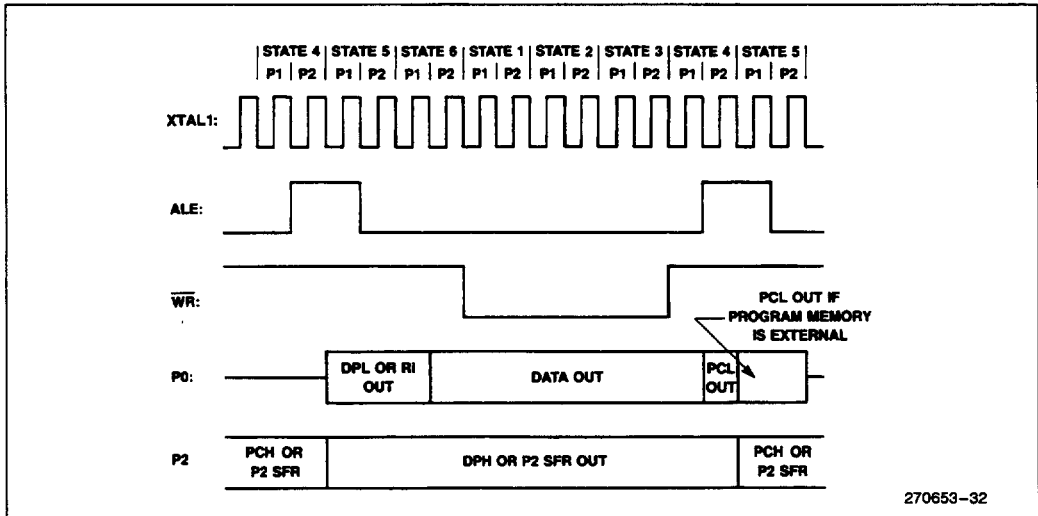 STATE 4 | STATE 5 | STATE 6 | STATE 1 | STATE 2 | STATE 3 | STATE 4 | STATE 5
P1 | P2 | P1 | P2 | P1 | P2 | P1 | P2 | P1 | P2 | P1 | P2 | P1 | P2 | P1 | P2
XTAL1:
ALE:
WR:
PCL OUT IF
PROGRAM MEMORY
IS EXTERNAL
P0:
DPL OR RI
OUT
DATA OUT
PCL
OUT
P2
PCH OR
P2 SFR
DPH OR P2 SFR OUT
PCH OR
P2 SFR
270653-32